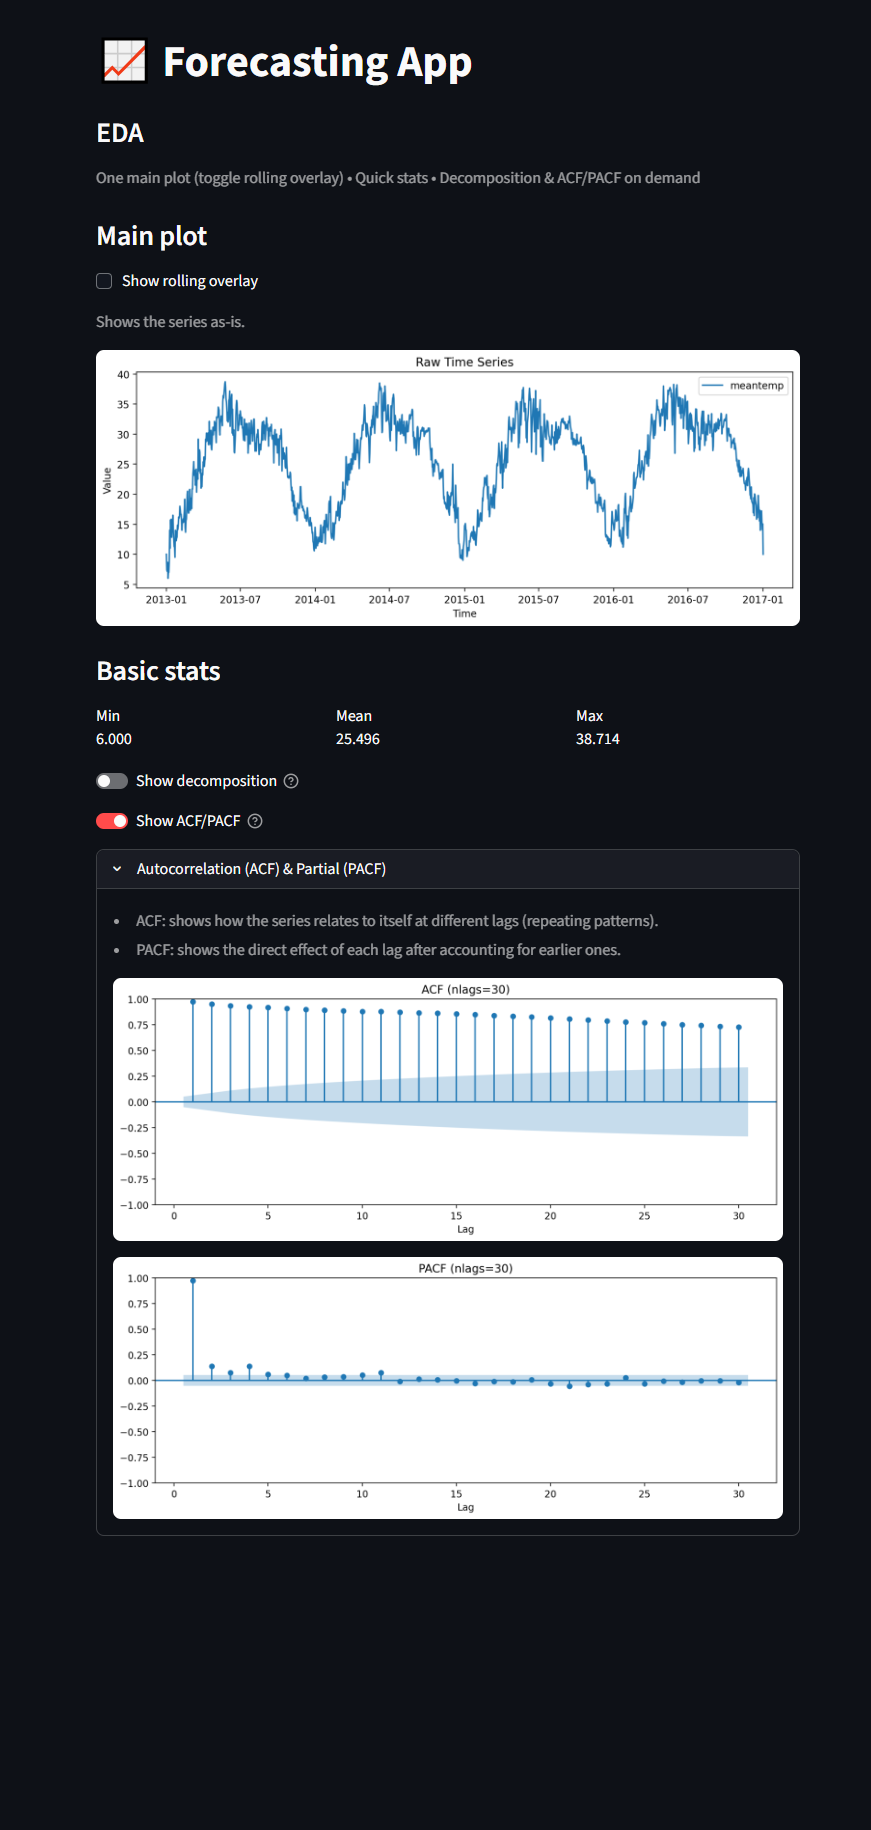 📈 Forecasting App
EDA
One main plot (toggle rolling overlay) • Quick stats • Decomposition & ACF/PACF on demand
Main plot
Show rolling overlay
Shows the series as-is.
Raw Time Series
meantemp
40
35
30
25
20
15
10
5
Value
2013-01 2013-07 2014-01 2014-07 2015-01 2015-07 2016-01 2016-07 2017-01
Time
Basic stats
Min Mean Max
6.000 25.496 38.714
Show decomposition
Show ACF/PACF
Autocorrelation (ACF) & Partial (PACF)
• ACF: shows how the series relates to itself at different lags (repeating patterns).
• PACF: shows the direct effect of each lag after accounting for earlier ones.
ACF (nlags=30)
1.00
0.75
0.50
0.25
0.00
−0.25
−0.50
−0.75
−1.00
0 5 10 15 20 25 30
Lag
PACF (nlags=30)
1.00
0.75
0.50
0.25
0.00
−0.25
−0.50
−0.75
−1.00
0 5 10 15 20 25 30
Lag